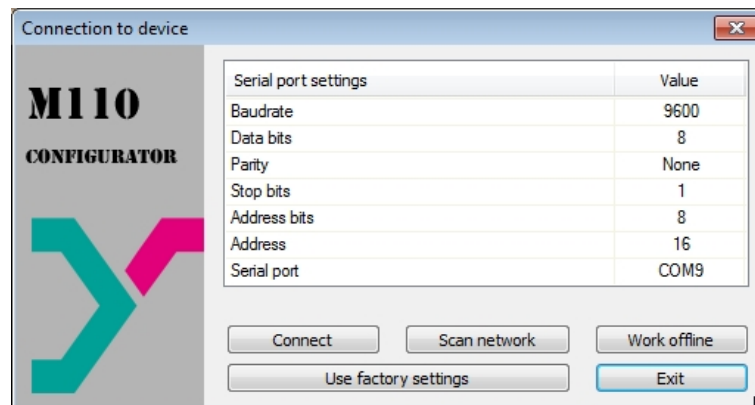 Connection to device
M110
CONFIGURATOR
Serial port settings Value
Baudrate 9600
Data bits 8
Parity None
Stop bits 1
Address bits 8
Address 16
Serial port COM9
Connect Scan network Work offline
Use factory settings Exit